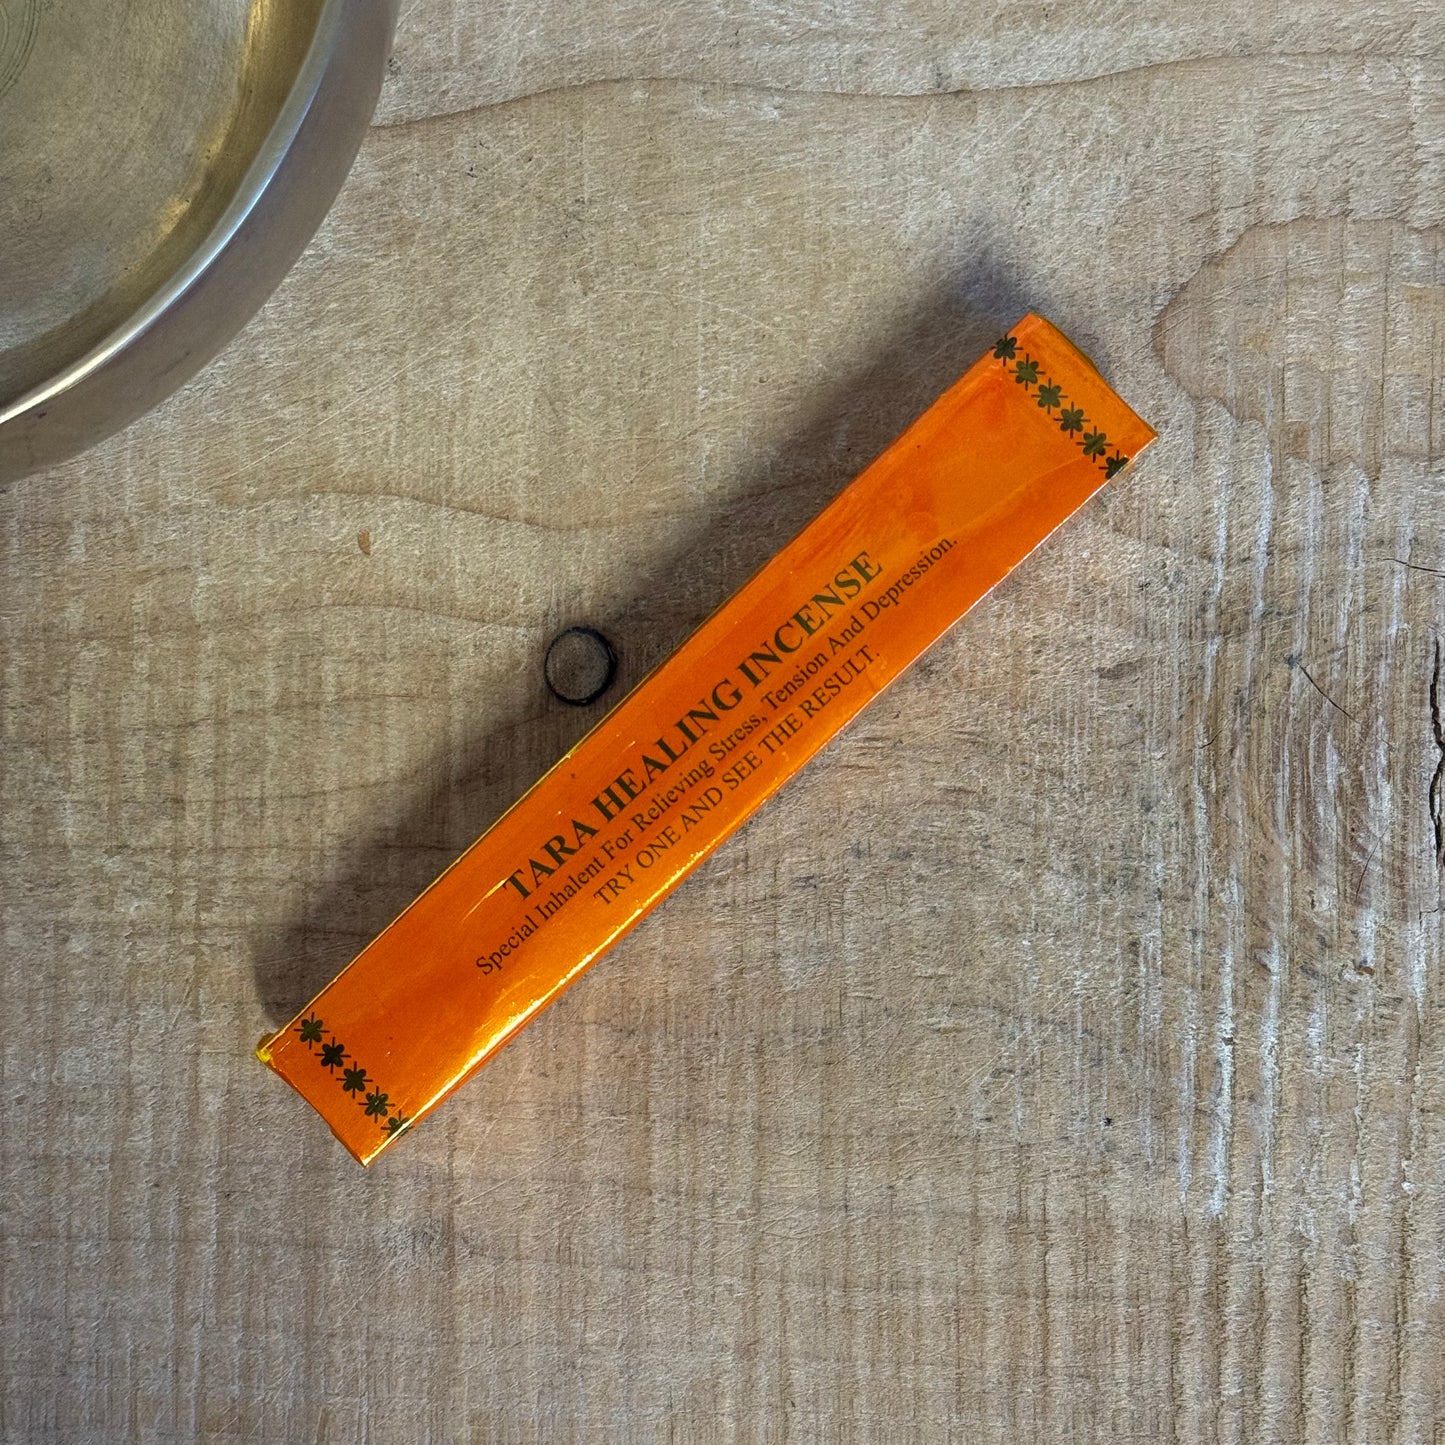 TARA HEALING INCENSE
Special Inhalent For Relieving Stress, Tension And Depression.
TRY ONE AND SEE THE RESULT.